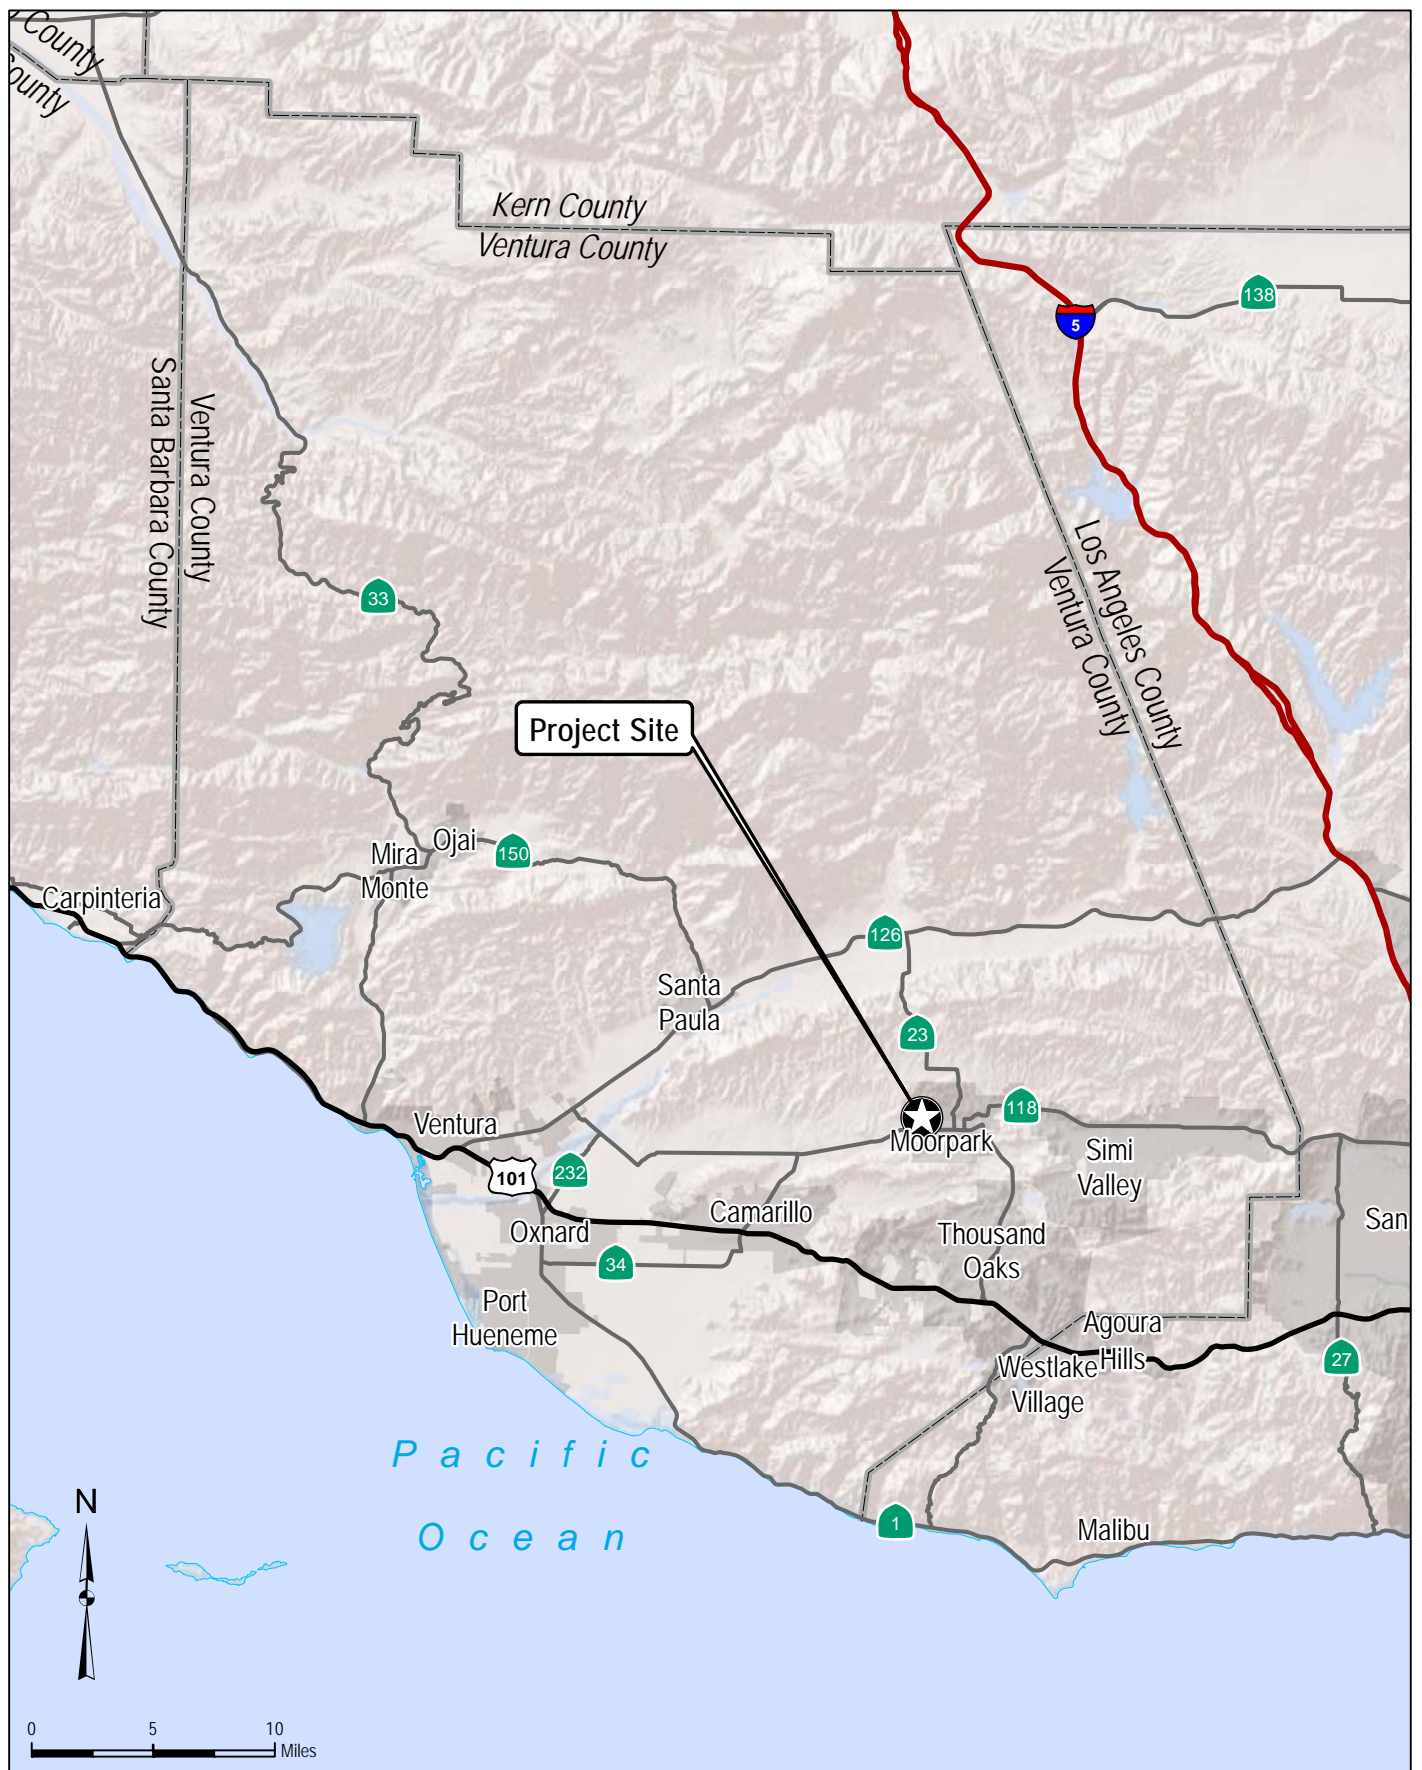 County
ounty
Kern County
Ventura County
138
5
Ventura County
Santa Barbara County
Los Angeles County
Ventura County
33
Project Site
Ojai
150
Mira
Monte
Carpinteria
126
Santa
Paula
23
118
Ventura
Moorpark
Simi
Valley
232
101
Camarillo
San
Oxnard
Thousand
Oaks
34
Port
Hueneme
Agoura
Hills
Westlake
Village
27
Pacific
Ocean
1
Malibu
N
0 5 10
Miles